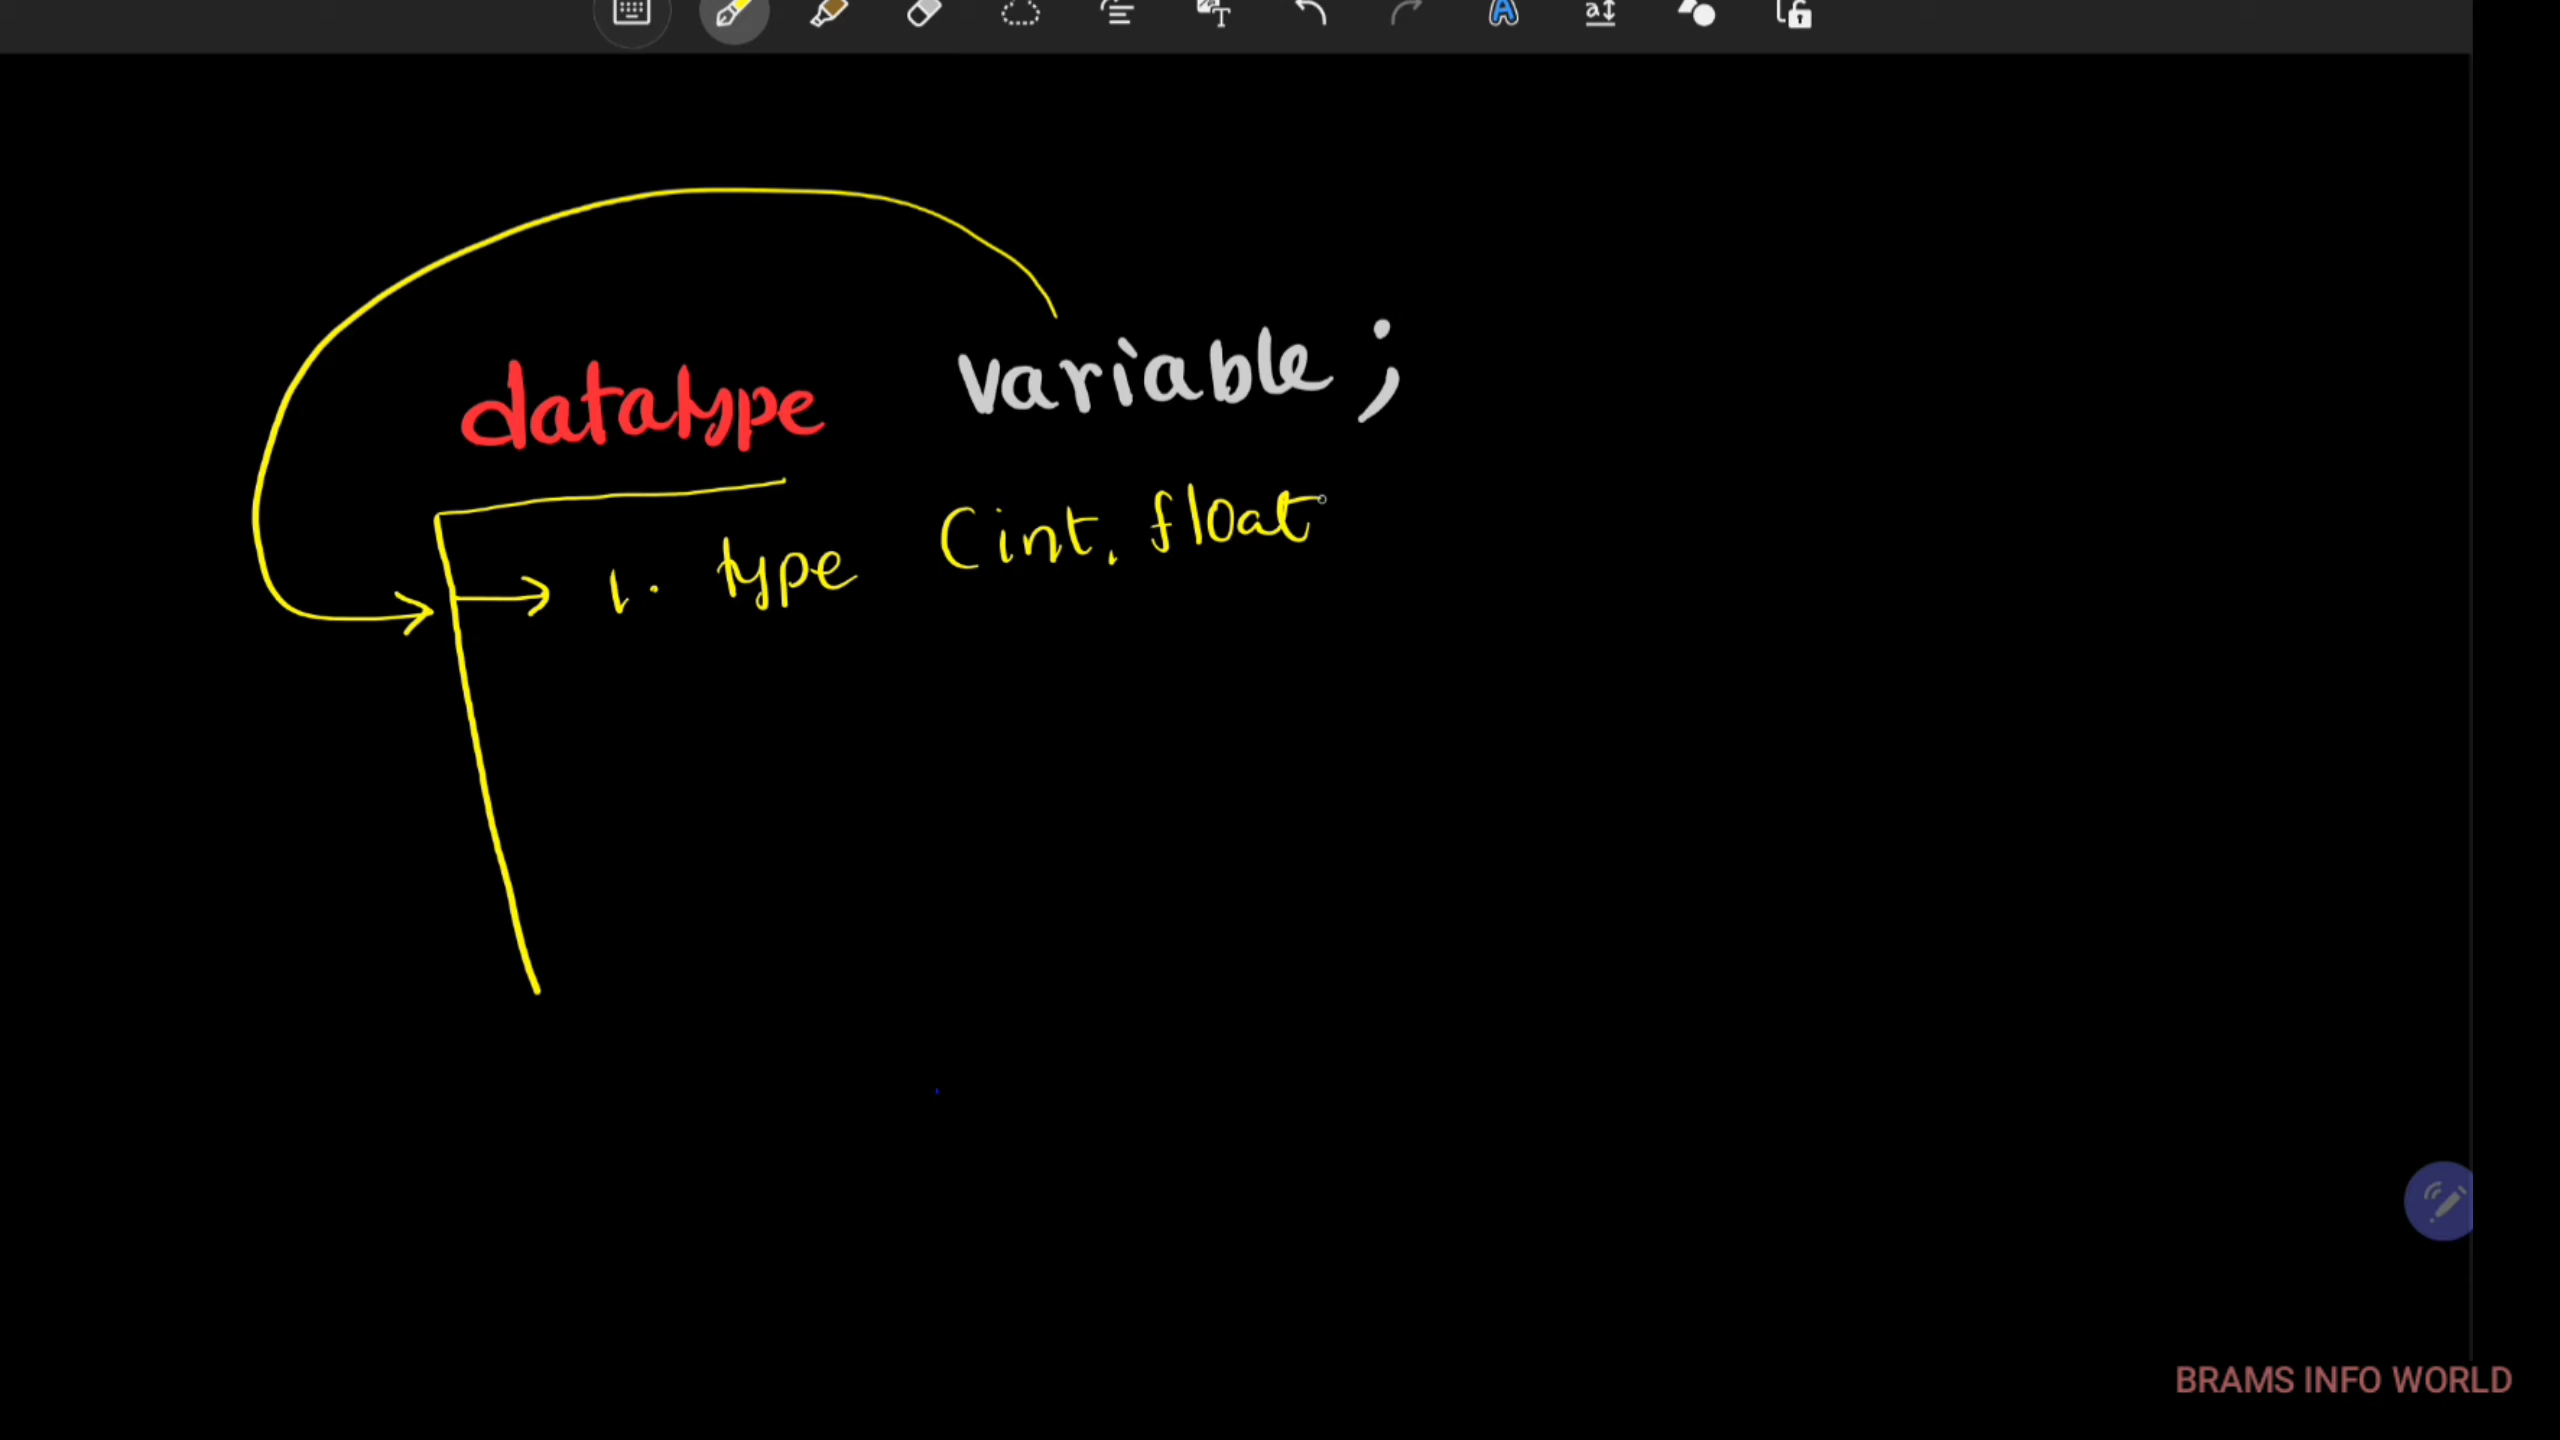 datatype variable ;
1. type (int, float
BRAMS INFO WORLD